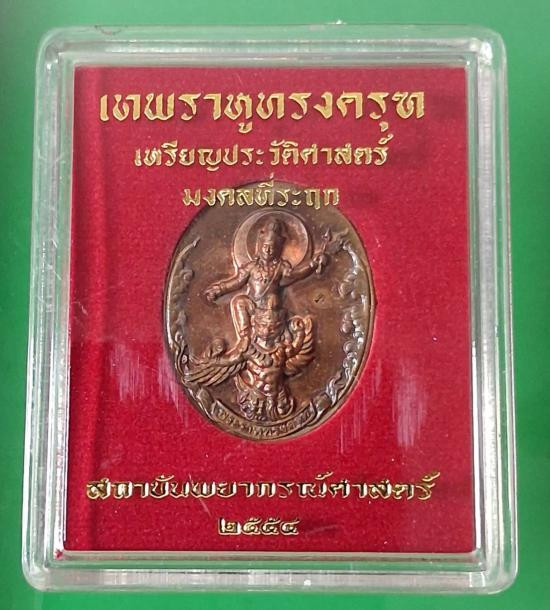 เทพราหูทรงครุฑ
เหรียญประวัติศาสตร์
มงคลที่ระฤก
สถาบันพยากรณ์ศาสตร์
๒๕๕๔